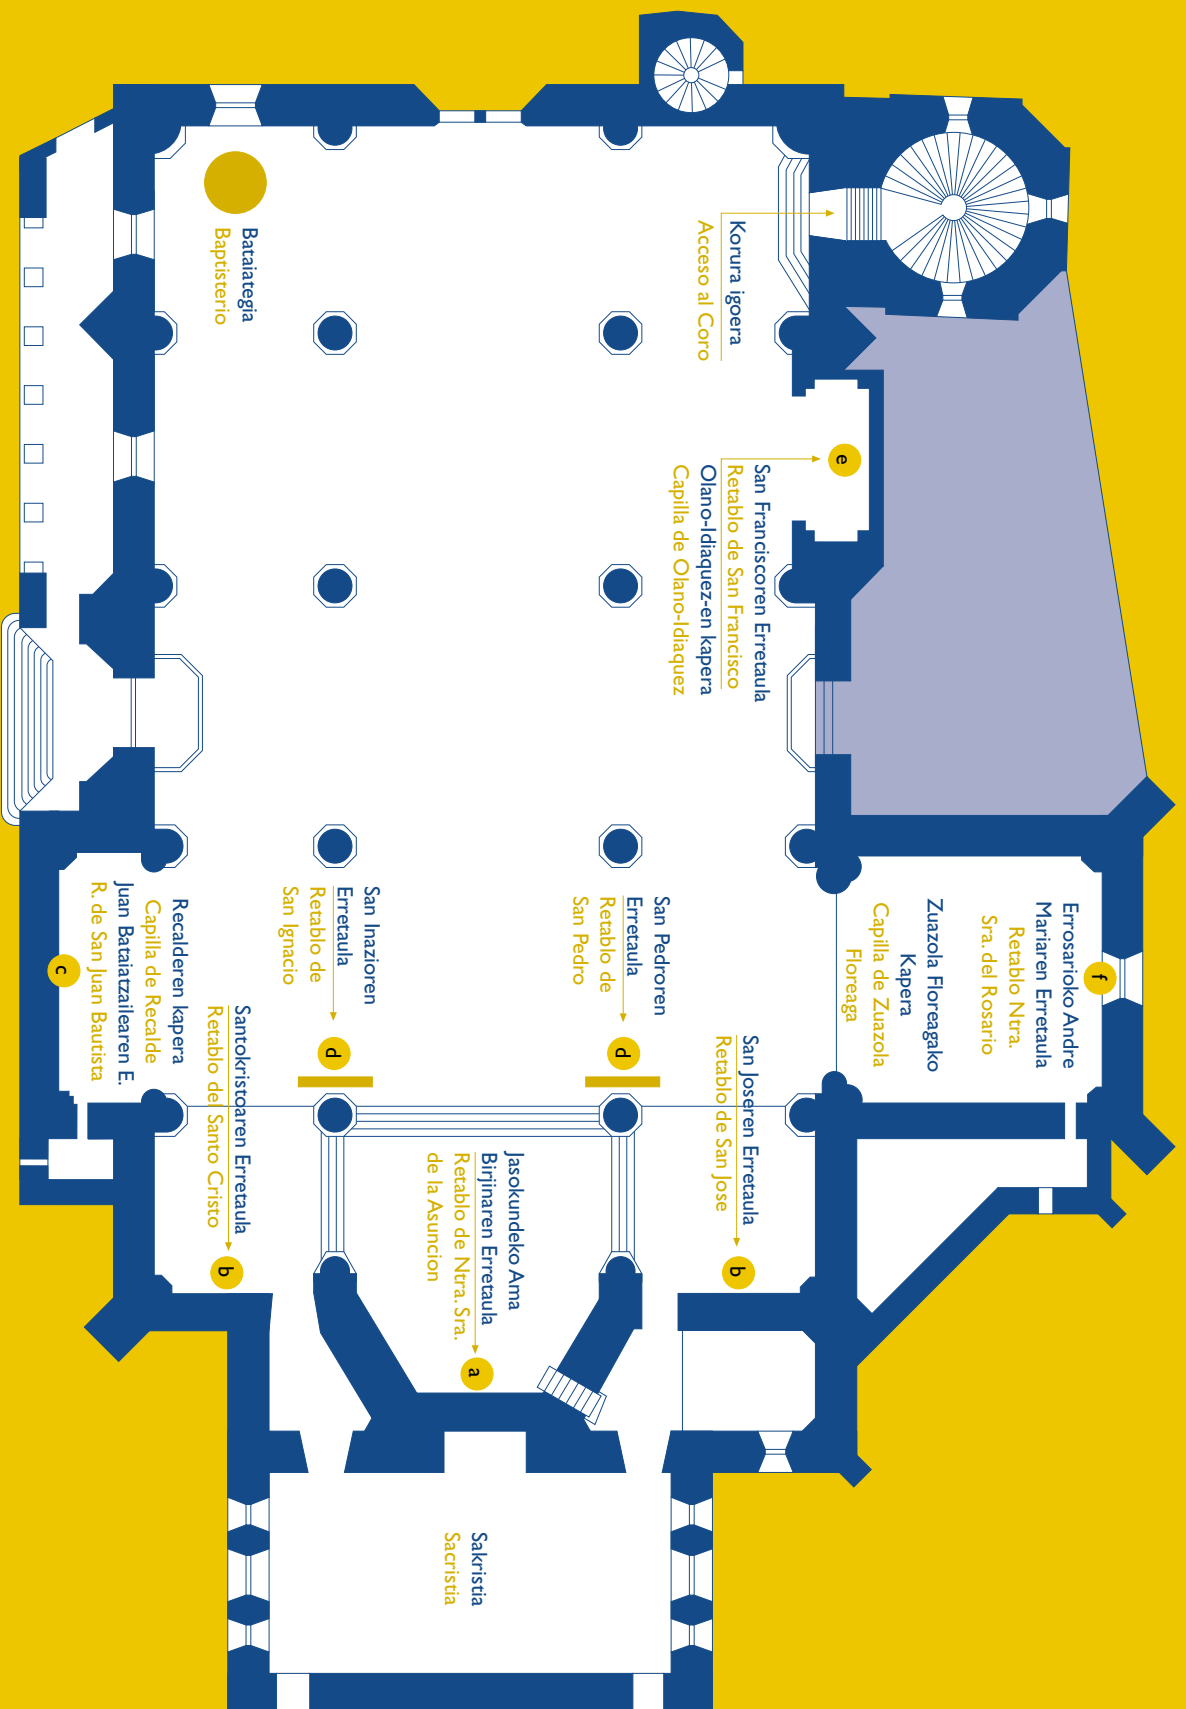 Bataiategia
Baptisterio
Korura igoera
Acceso al Coro
e
San Franciscoren Erretaula
Retablo de San Francisco
Olano-Idiaquez-en kapera
Capilla de Olano-Idiaquez
f
Errosarioko Andre
Mariaren Erretaula
Retablo Ntra.
Sra. del Rosario
Zuazola Floreagako
Kapera
Capilla de Zuazola
Floreaga
San Pedroren
Erretaula
Retablo de
San Pedro
d
San Inazioren
Erretaula
Retablo de
San Ignacio
d
Recalderen kapera
Capilla de Recalde
Juan Bataiatzailearen E.
R. de San Juan Bautista
c
San Joseren Erretaula
Retablo de San Jose
b
Santokristoaren Erretaula
Retablo del Santo Cristo
b
Jasokundeko Ama
Birjinaren Erretaula
Retablo de Ntra. Sra.
de la Asuncion
a
Sakristia
Sacristia